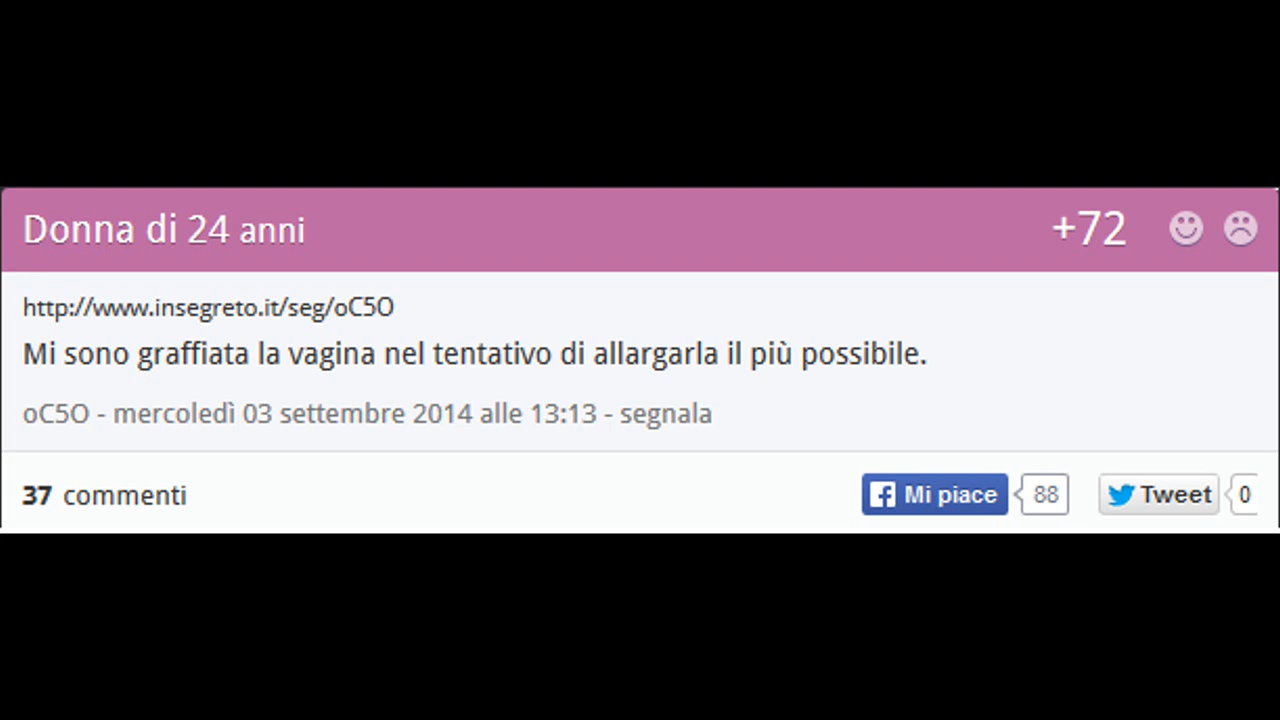 Donna di 24 anni +72
http://www.insegreto.it/seg/oC5O
Mi sono graffiata la vagina nel tentativo di allargarla il più possibile.
oC5O - mercoledì 03 settembre 2014 alle 13:13 - segnala
37 commenti Mi piace 88 Tweet 0